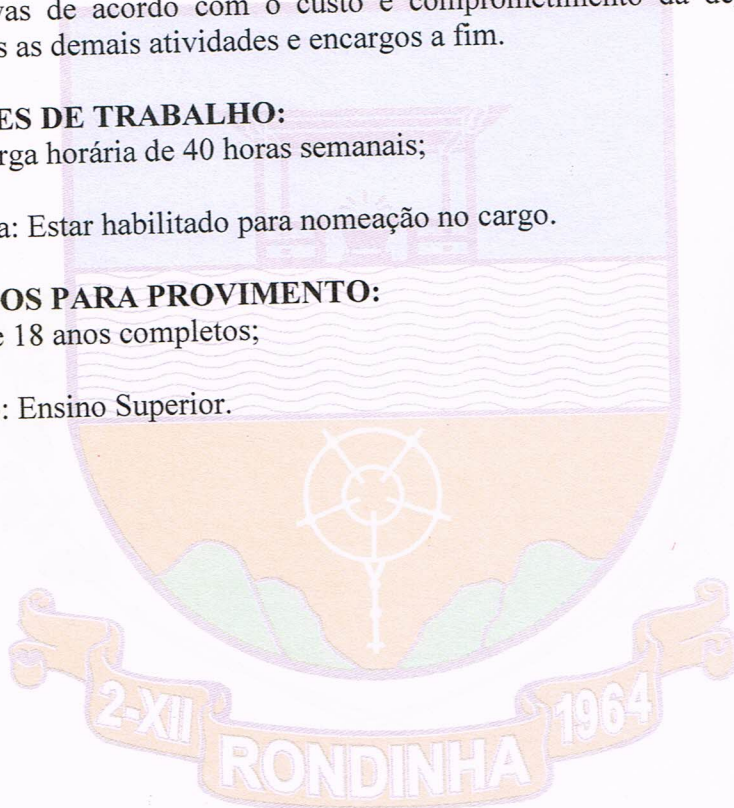 vas de acordo com o custo e comprometimento da de
s as demais atividades e encargos a fim.
ES DE TRABALHO:
rga horária de 40 horas semanais;
a: Estar habilitado para nomeação no cargo.
OS PARA PROVIMENTO:
e 18 anos completos;
: Ensino Superior.
2-XII
RONDINHA
1964